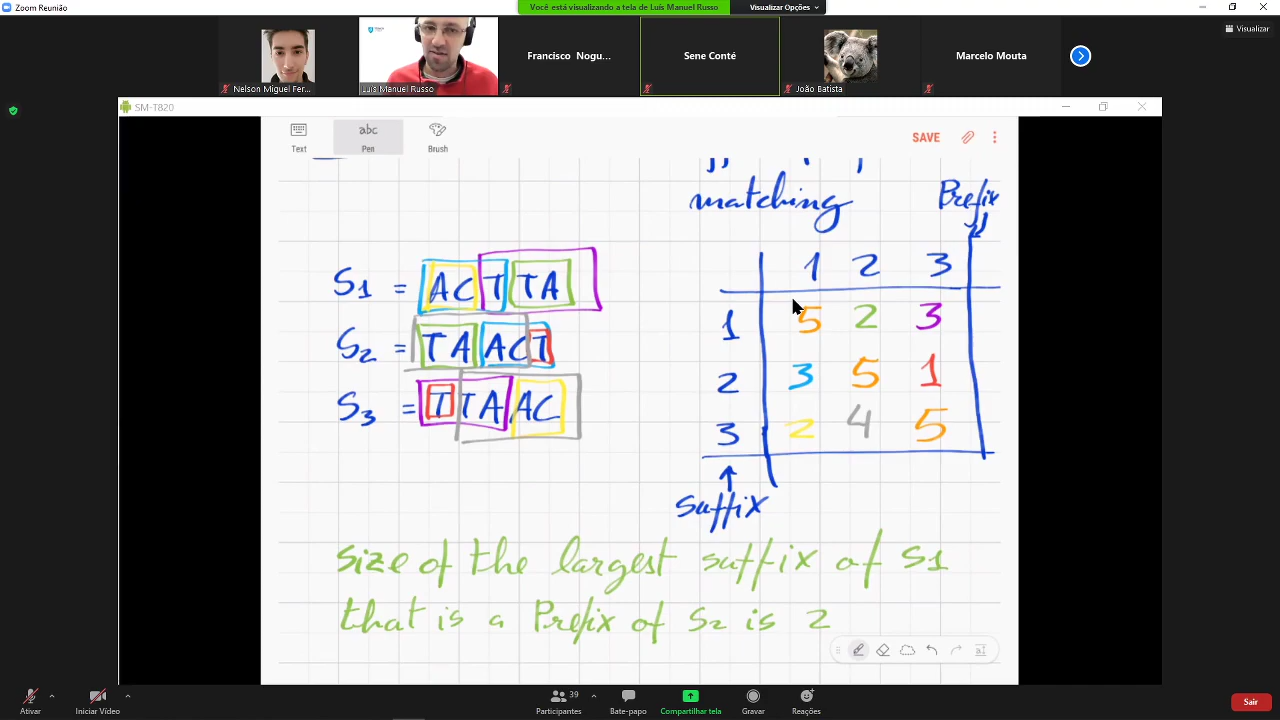 Zoom Reunião
Você está visualizando a tela de Luís Manuel Russo
Visualizar Opções
Visualizar
Nelson Miguel Fer...
Luís Manuel Russo
Francisco Nogu...
Sene Conté
João Batista
Marcelo Mouta
SM-T820
Text
abc
Pen
Brush
SAVE
matching
Prefix
S1 = ACTTA
S2 = TAACT
S3 = TTAAC
1 2 3
1 5 2 3
2 3 5 1
3 2 4 5
suffix
Size of the largest suffix of S1
that is a Prefix of S2 is 2
Ativar
Iniciar Vídeo
39
Participantes
Bate-papo
Compartilhar tela
Gravar
Reações
Sair